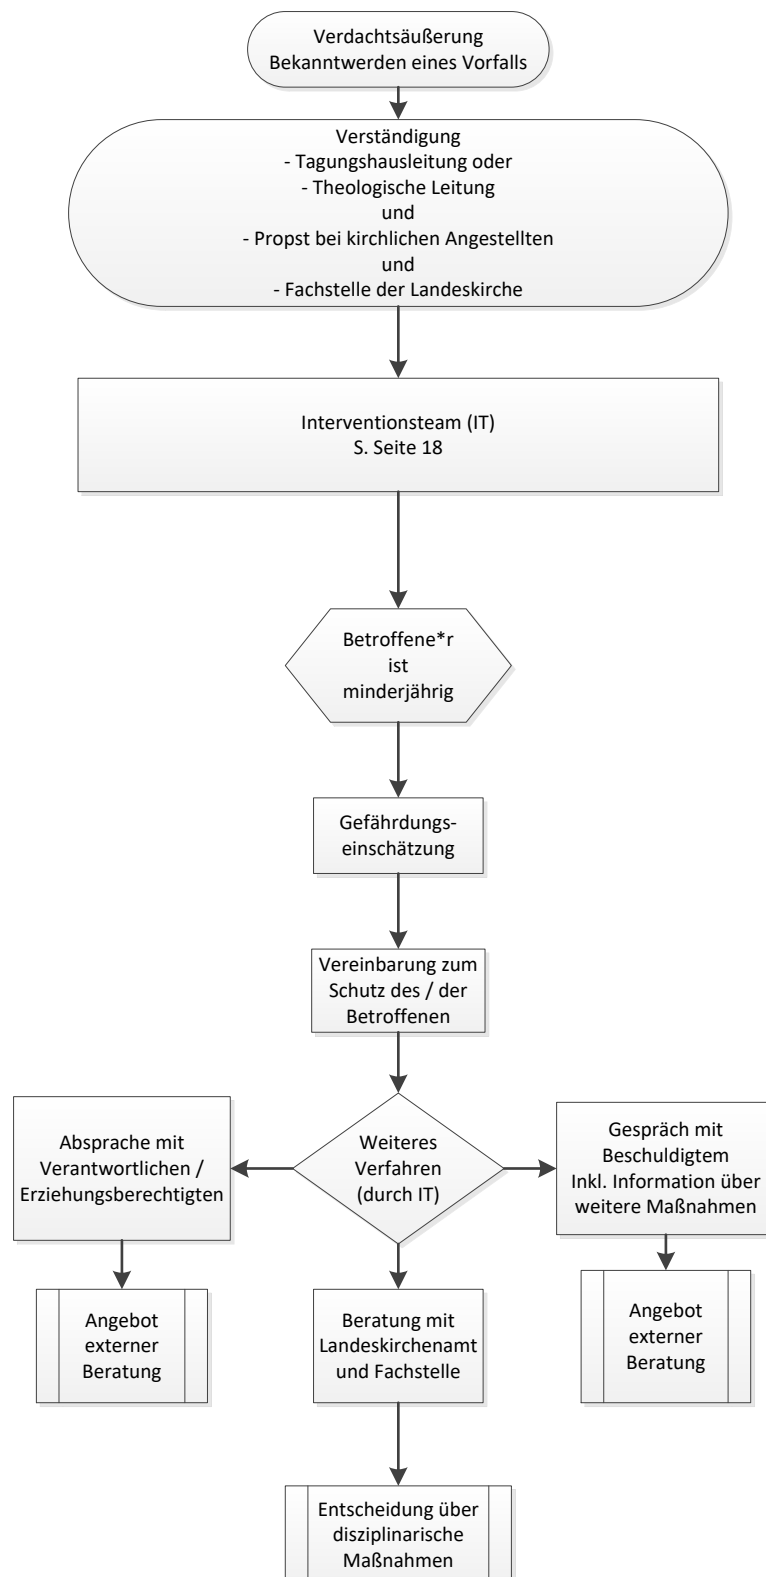 Verdachtsäußerung
Bekanntwerden eines Vorfalls
Verständigung
- Tagungshausleitung oder
- Theologische Leitung
und
- Propst bei kirchlichen Angestellten
und
- Fachstelle der Landeskirche
Interventionsteam (IT)
S. Seite 18
Betroffene*r
ist
minderjährig
Gefährdungs-
einschätzung
Vereinbarung zum
Schutz des / der
Betroffenen
Absprache mit
Verantwortlichen /
Erziehungsberechtigten
Weiteres
Verfahren
(durch IT)
Gespräch mit
Beschuldigtem
Inkl. Information über
weitere Maßnahmen
Angebot
externer
Beratung
Beratung mit
Landeskirchenamt
und Fachstelle
Angebot
externer
Beratung
Entscheidung über
disziplinarische
Maßnahmen